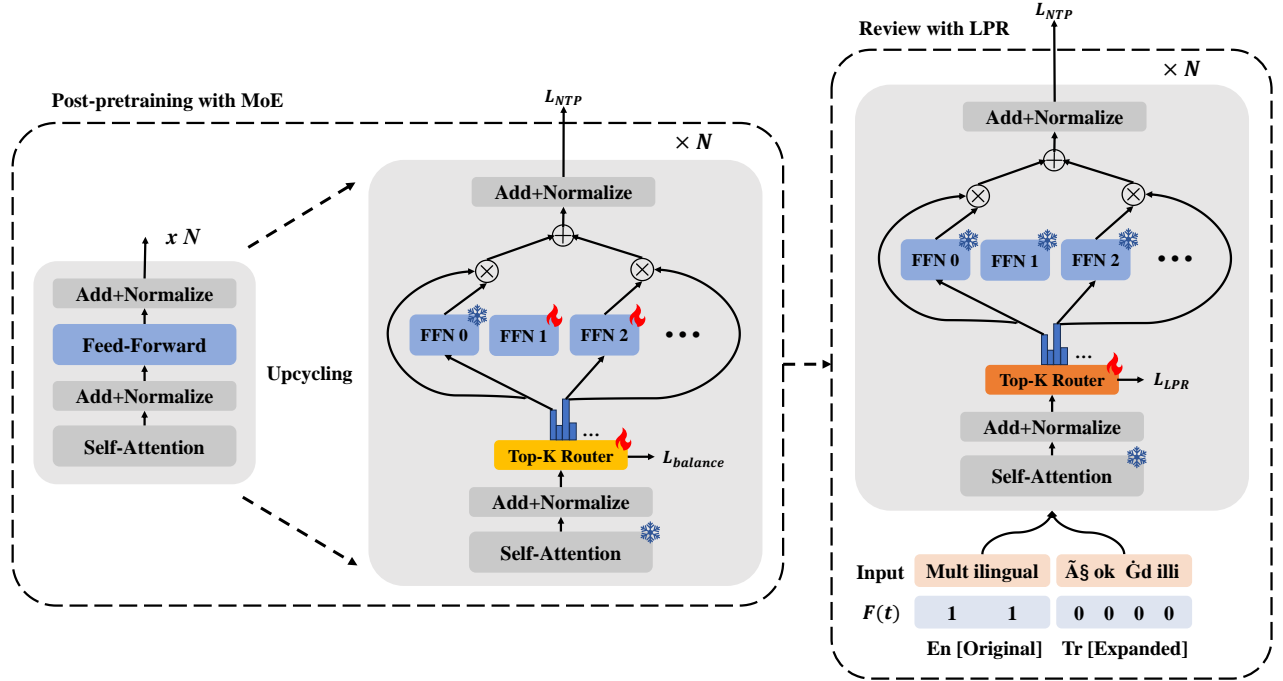 Post-pretraining with MoE
x N
Add+Normalize
Feed-Forward
Add+Normalize
Self-Attention
Upcycling
L_NTP
× N
Add+Normalize
FFN 0
FFN 1
FFN 2
...
...
Top-K Router
L_balance
Add+Normalize
Self-Attention
Review with LPR
L_NTP
× N
Add+Normalize
FFN 0
FFN 1
FFN 2
...
...
Top-K Router
L_LPR
Add+Normalize
Self-Attention
Input Mult ilingual Ã§ ok Ġd illi
F(t) 1 1 0 0 0 0
En [Original] Tr [Expanded]